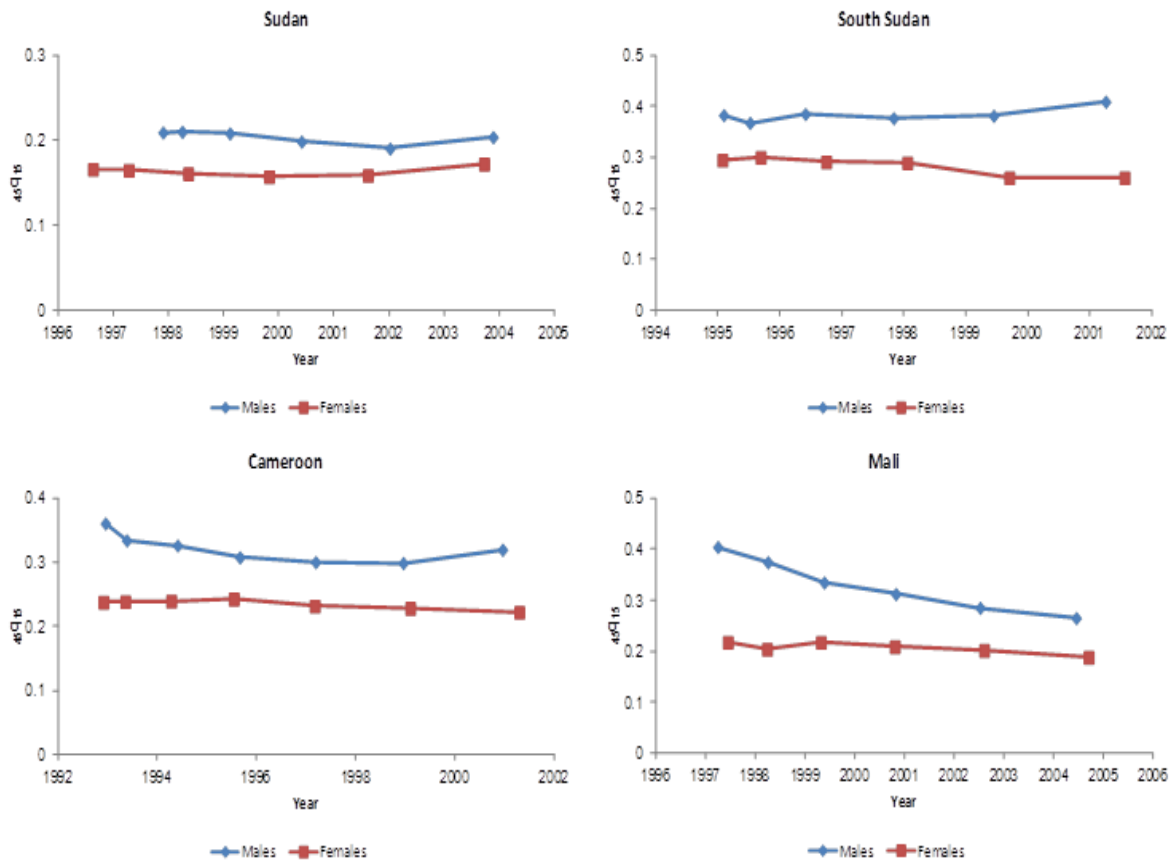 Sudan
0.3
0.2
0.1
0
45q15
1996 1997 1998 1999 2000 2001 2002 2003 2004 2005
Year
Males Females
South Sudan
0.5
0.4
0.3
0.2
0.1
0
45q15
1994 1995 1996 1997 1998 1999 2000 2001 2002
Year
Males Females
Cameroon
0.4
0.3
0.2
0.1
0
45q15
1992 1994 1996 1998 2000 2002
Year
Males Females
Mali
0.5
0.4
0.3
0.2
0.1
0
45q15
1996 1997 1998 1999 2000 2001 2002 2003 2004 2005 2006
Year
Males Females